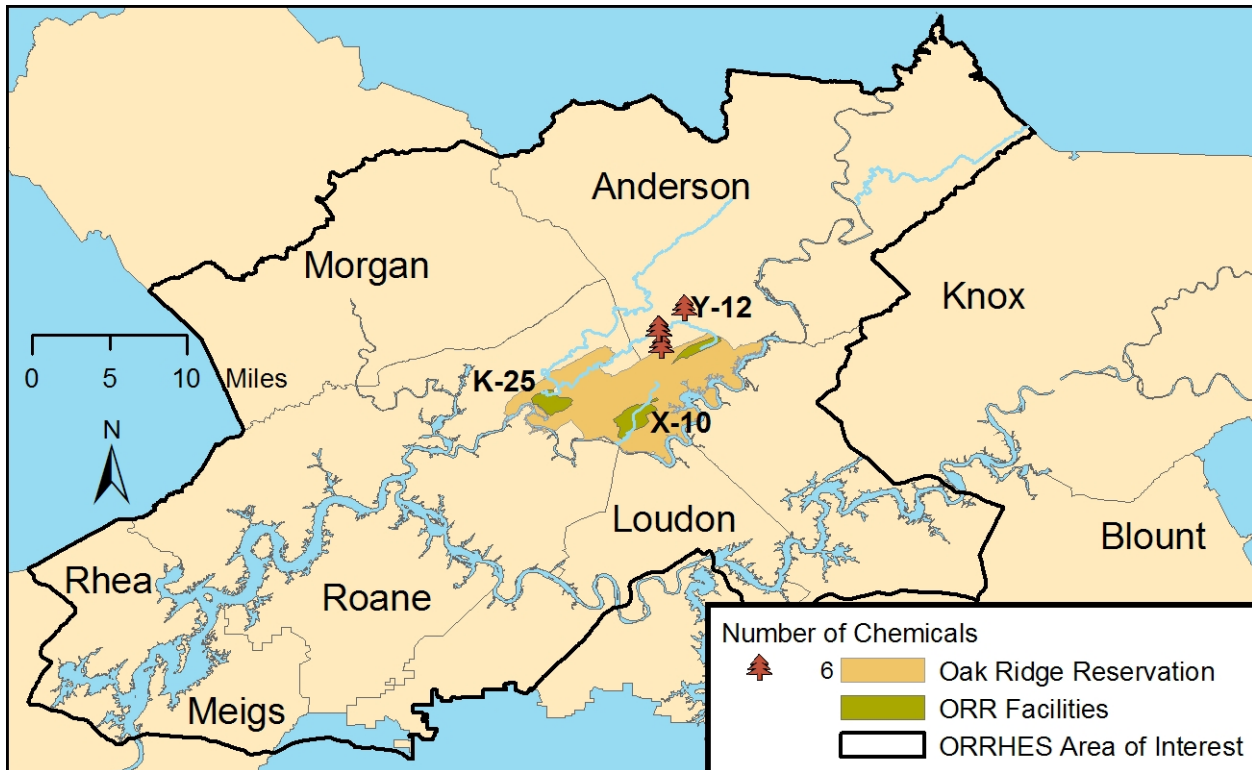 Anderson
Morgan
Knox
Y-12
0 5 10 Miles
K-25
N
X-10
Loudon
Blount
Rhea
Roane
Meigs
Number of Chemicals
6 Oak Ridge Reservation
ORR Facilities
ORRHES Area of Interest